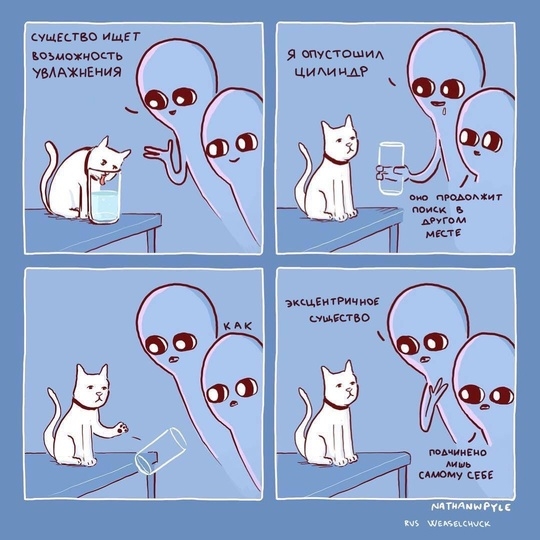 СУЩЕСТВО ИЩЕТ
ВОЗМОЖНОСТЬ
УВЛАЖНЕНИЯ
Я ОПУСТОШИЛ
ЦИЛИНДР
ОНО ПРОДОЛЖИТ
ПОИСК В
ДРУГОМ
МЕСТЕ
КАК
ЭКСЦЕНТРИЧНОЕ
СУЩЕСТВО
ПОДЧИНЕНО
ЛИШЬ
САМОМУ СЕБЕ
NATHANWPYLE
RUS WEASELCHUCK